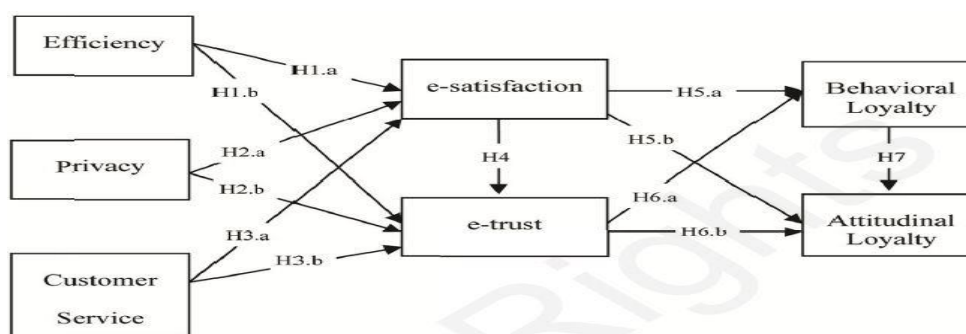 Efficiency
H1.a
H1.b
e-satisfaction
H5.a
Behavioral
Loyalty
Privacy
H2.a
H2.b
H4
H5.b
H7
H3.a
H3.b
e-trust
H6.a
H6.b
Attitudinal
Loyalty
Customer
Service
Rights